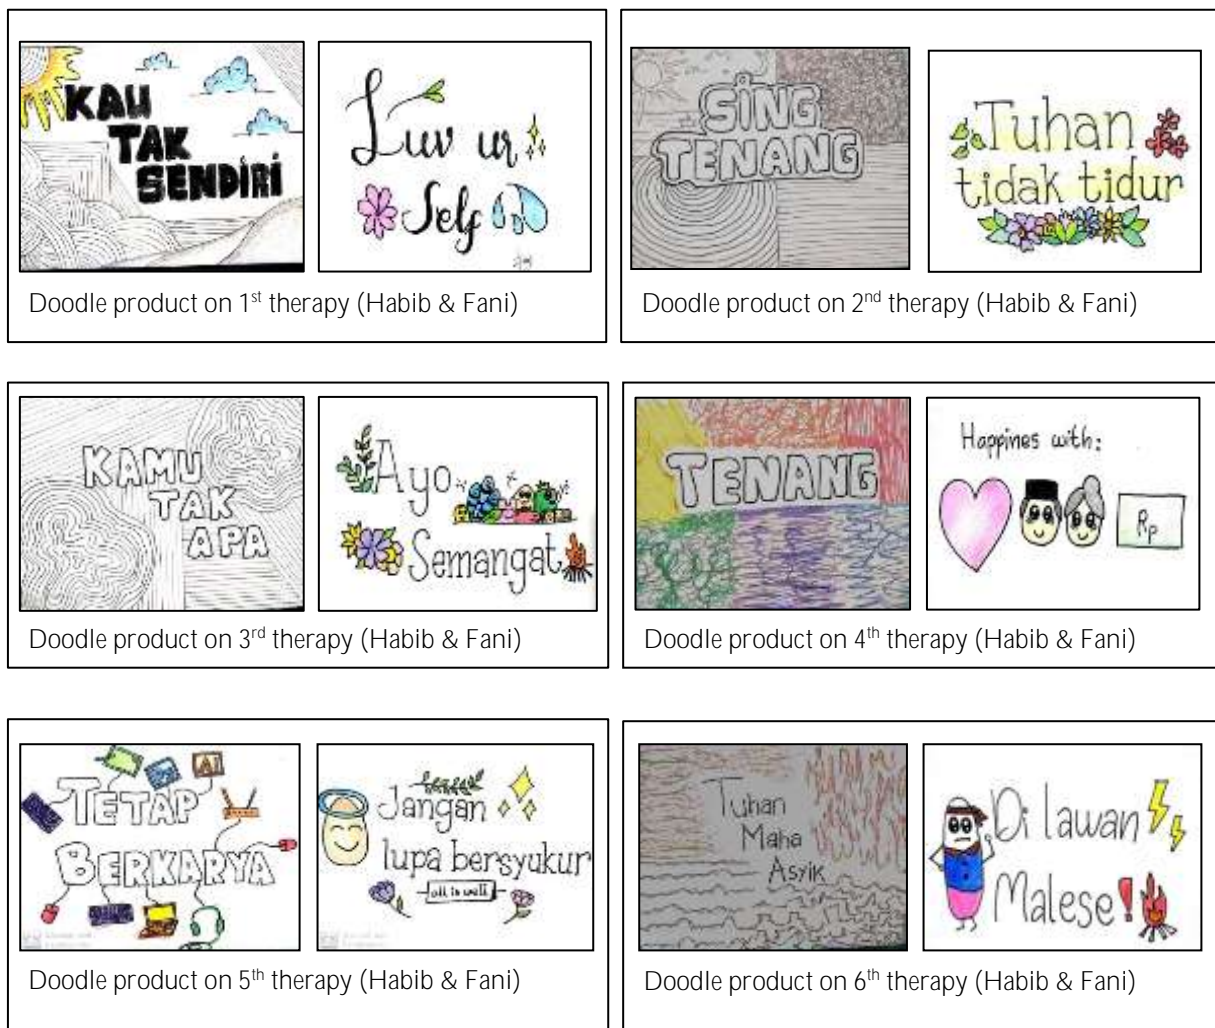 KAU
TAK
SENDIRI
Luv ur
Self
Doodle product on 1st therapy (Habib & Fani)
SING
TENANG
Tuhan
tidak tidur
Doodle product on 2nd therapy (Habib & Fani)
KAMU
TAK
APA
Ayo
Semangat
Doodle product on 3rd therapy (Habib & Fani)
TENANG
Happines with:
Rp
Doodle product on 4th therapy (Habib & Fani)
TETAP
BERKARYA
AI
Jangan
lupa bersyukur
all is well
Doodle product on 5th therapy (Habib & Fani)
Tuhan
Maha
Asyik
Di lawan
Malese!
Doodle product on 6th therapy (Habib & Fani)